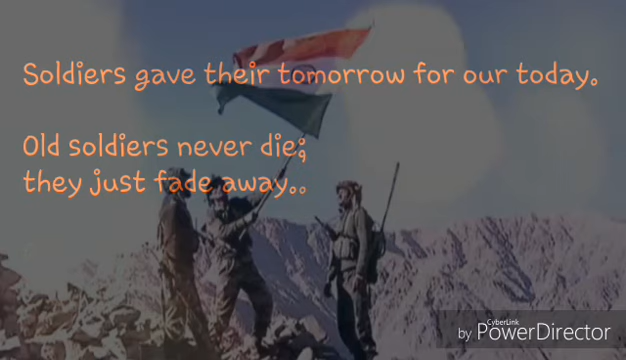 Soldiers gave their tomorrow for our today.
Old soldiers never die;
they just fade away..
by CyberLink PowerDirector